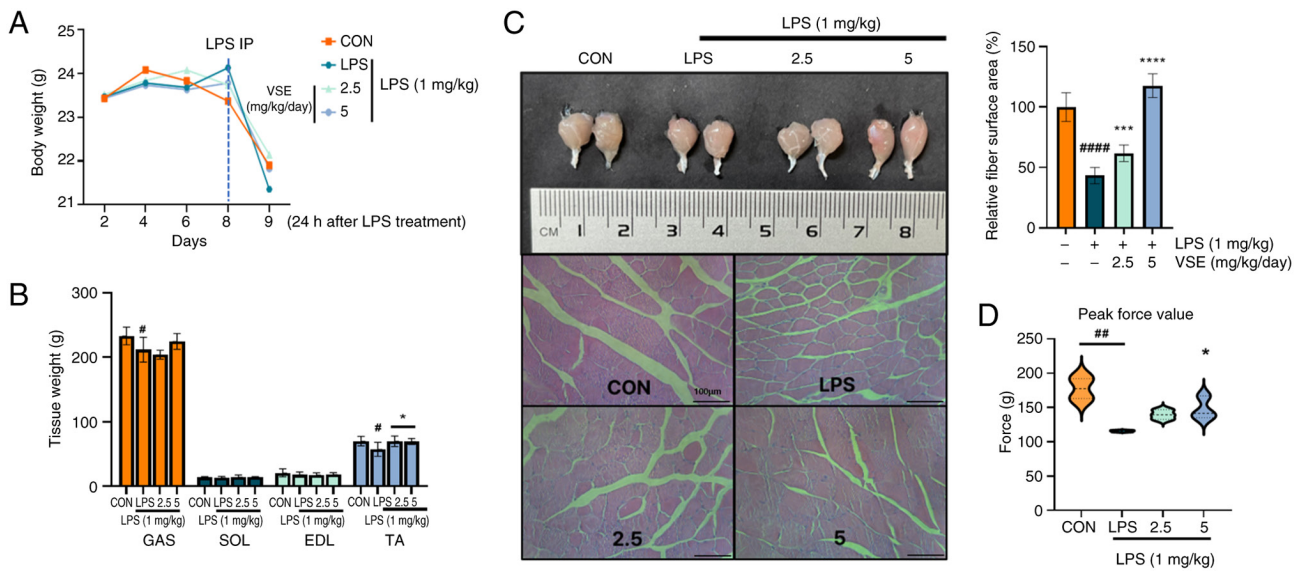 A
25
24
23
22
21
Body weight (g)
2
4
6
8
9
(24 h after LPS treatment)
Days
LPS IP
CON
LPS
2.5
5
VSE
(mg/kg/day)
LPS (1 mg/kg)
B
300
200
100
0
Tissue weight (g)
#
#
*
CON LPS 2.5 5
CON LPS 2.5 5
CON LPS 2.5 5
CON LPS 2.5 5
LPS (1 mg/kg)
LPS (1 mg/kg)
LPS (1 mg/kg)
LPS (1 mg/kg)
GAS
SOL
EDL
TA
C
LPS (1 mg/kg)
CON
LPS
2.5
5
CM 1 2 3 4 5 6 7 8
CON
100μm
LPS
2.5
5
150
100
50
0
Relative fiber surface area (%)
####
***
****
– + + + LPS (1 mg/kg)
– – 2.5 5 VSE (mg/kg/day)
D
Peak force value
##
*
250
200
150
100
50
0
Force (g)
CON
LPS
2.5
5
LPS (1 mg/kg)